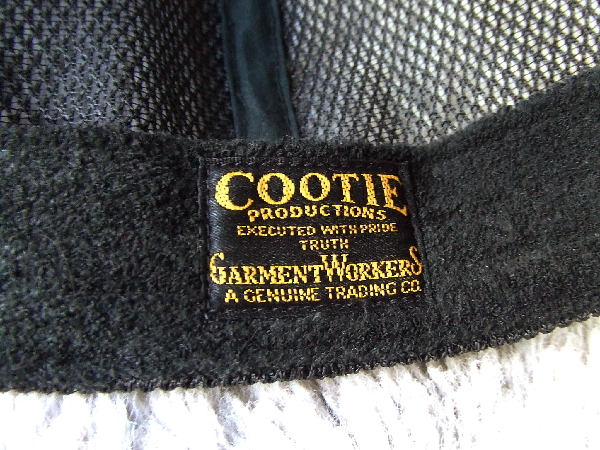 COOTIE
PRODUCTIONS
EXECUTED WITH PRIDE
TRUTH
GARMENTWORKERS
A GENUINE TRADING CO.